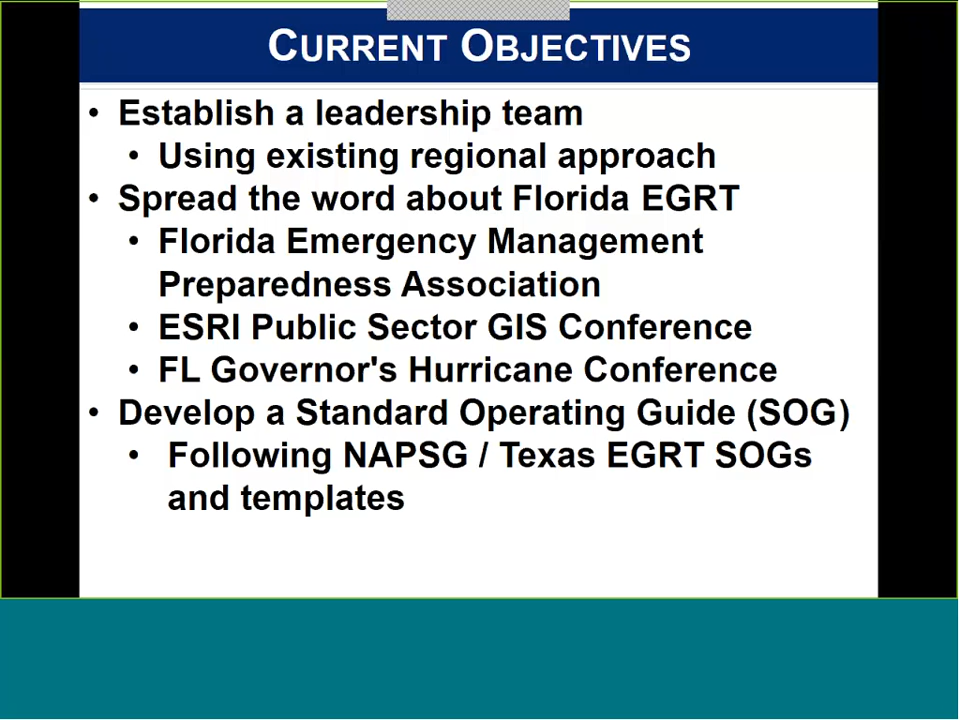 CURRENT OBJECTIVES
• Establish a leadership team
• Using existing regional approach
• Spread the word about Florida EGRT
• Florida Emergency Management
Preparedness Association
• ESRI Public Sector GIS Conference
• FL Governor's Hurricane Conference
• Develop a Standard Operating Guide (SOG)
• Following NAPSG / Texas EGRT SOGs
and templates